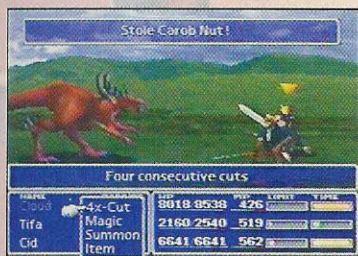 Stole Carob Nut!
Four consecutive cuts
NAME MP LIMIT TIME
Cloud 4x-Cut 8018/8538 426
Tifa Magic 2160/2540 519
Summon
Cid Item 6641/6641 562